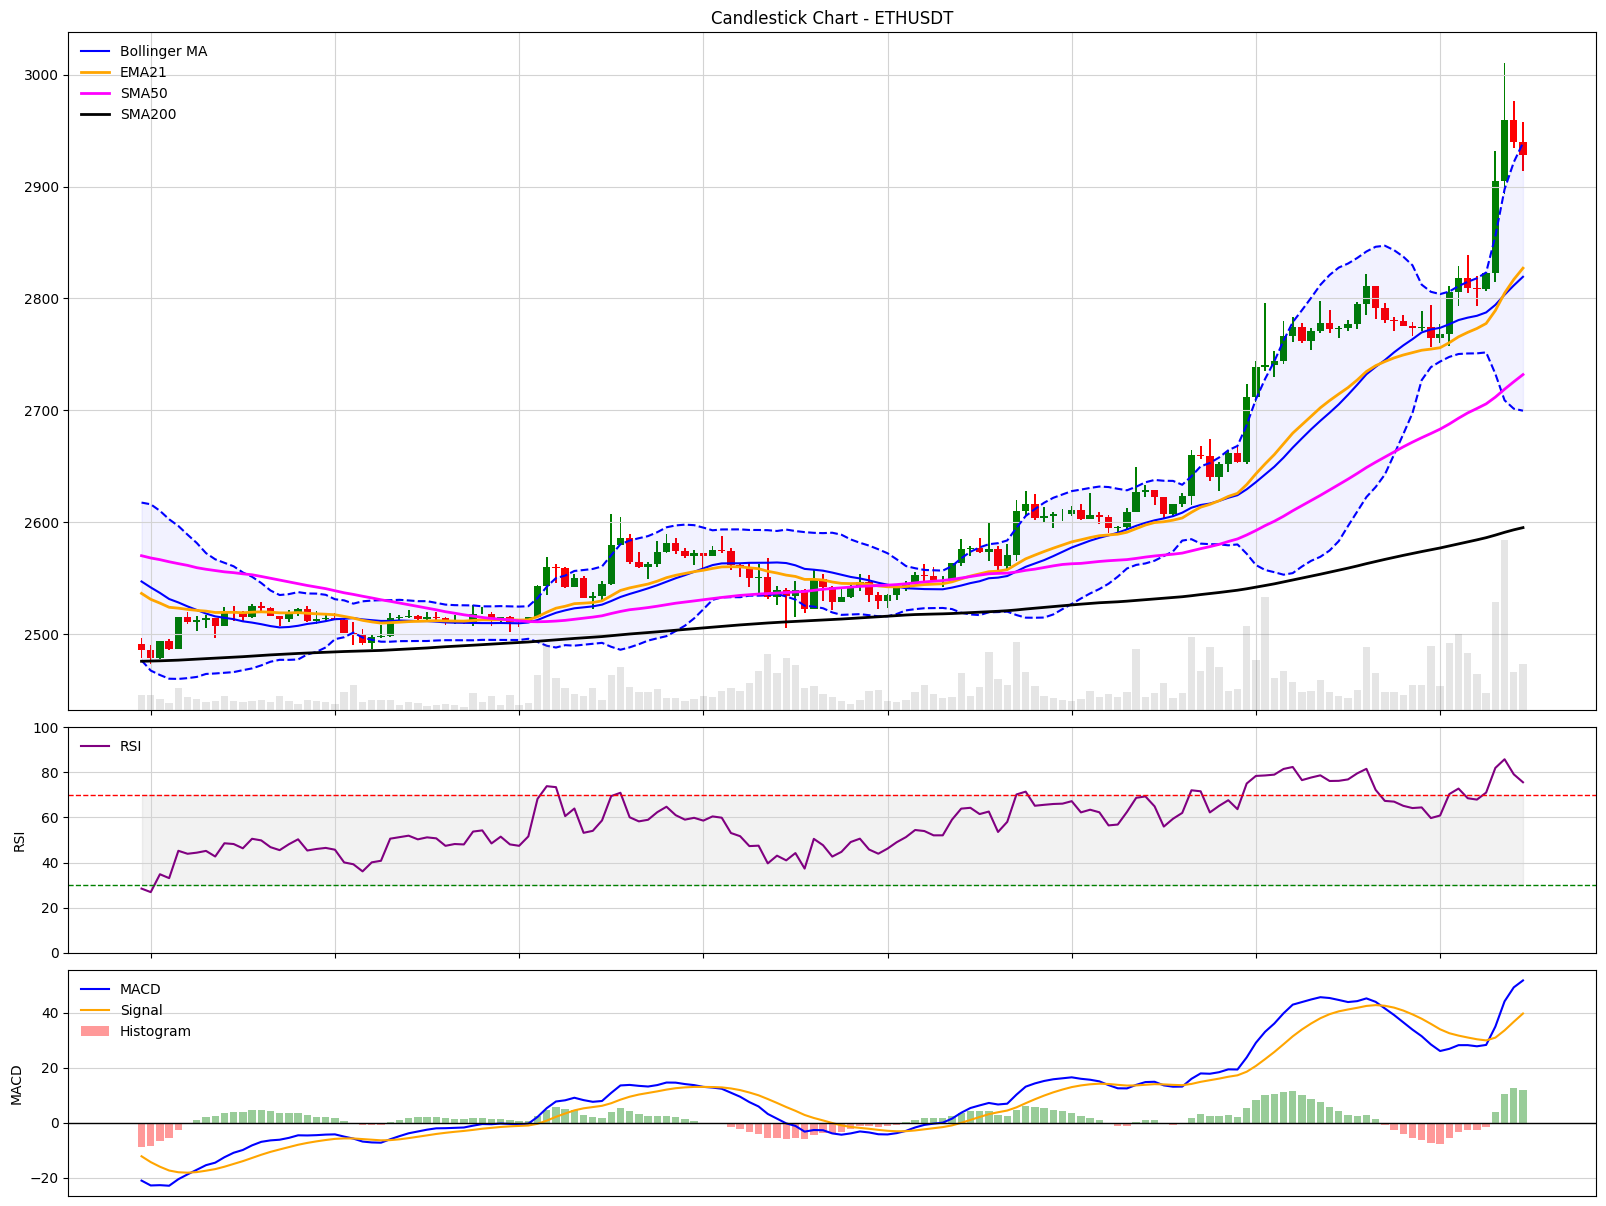 Candlestick Chart - ETHUSDT
Bollinger MA
EMA21
SMA50
SMA200
3000
2900
2800
2700
2600
2500
RSI
100
80
60
40
20
0
RSI
MACD
Signal
Histogram
40
20
0
−20
MACD